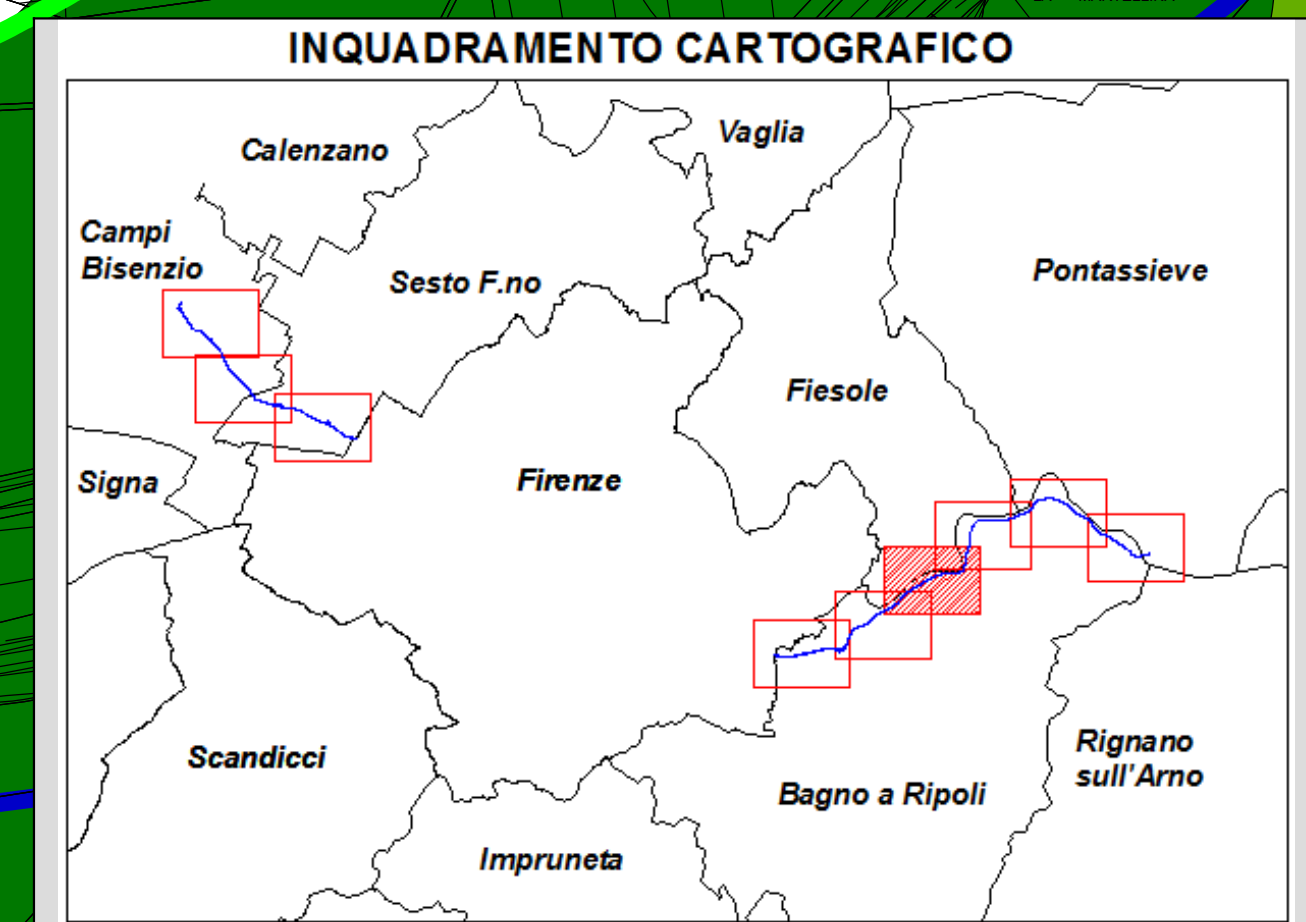 INQUADRAMENTO CARTOGRAFICO
Vaglia
Calenzano
Campi
Bisenzio
Sesto F.no
Pontassieve
Fiesole
Signa
Firenze
Scandicci
Rignano
sull'Arno
Bagno a Ripoli
Impruneta